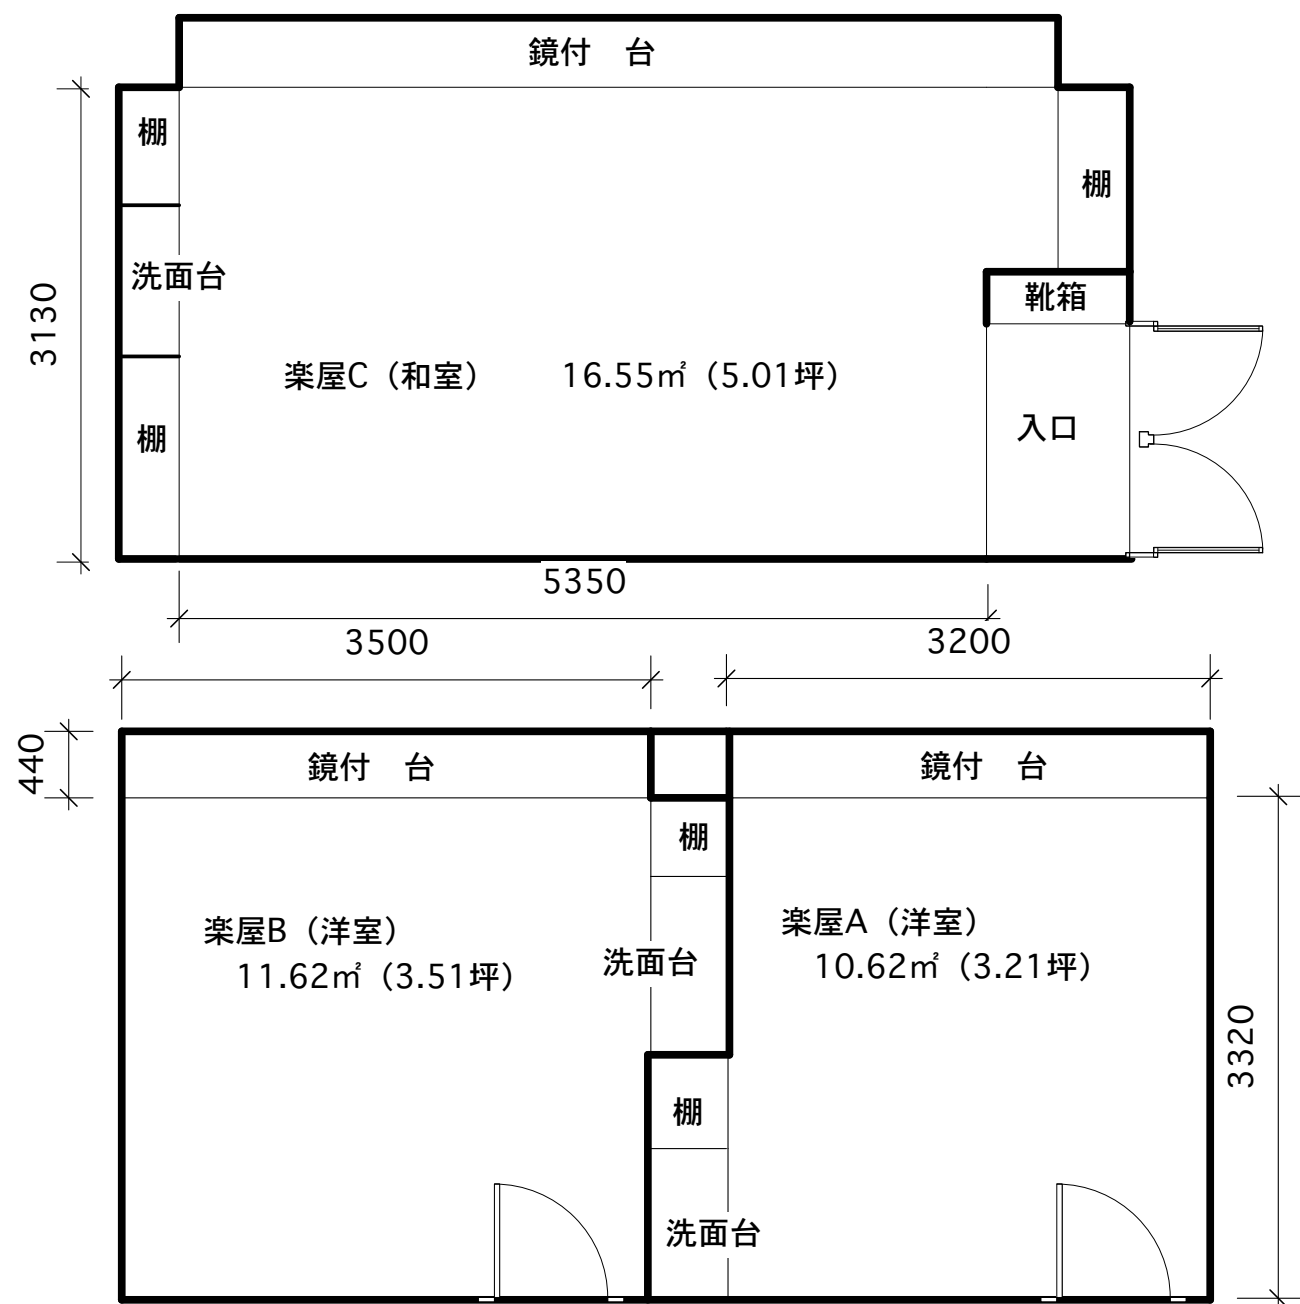 鏡付　台
棚
棚
洗面台
靴箱
3130
楽屋C（和室）　　16.55㎡（5.01坪）
入口
棚
5350
3500
3200
440
鏡付　台
鏡付　台
棚
楽屋B（洋室）
11.62㎡（3.51坪）
洗面台
楽屋A（洋室）
10.62㎡（3.21坪）
3320
棚
洗面台